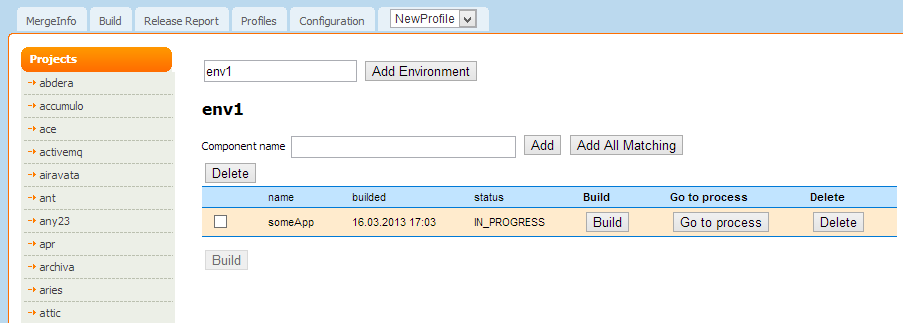 MergeInfo Build Release Report Profiles Configuration NewProfile
Projects
abdera
accumulo
ace
activemq
airavata
ant
any23
apr
archiva
aries
attic
env1 Add Environment
env1
Component name Add Add All Matching
Delete
name builded status Build Go to process Delete
someApp 16.03.2013 17:03 IN_PROGRESS Build Go to process Delete
Build